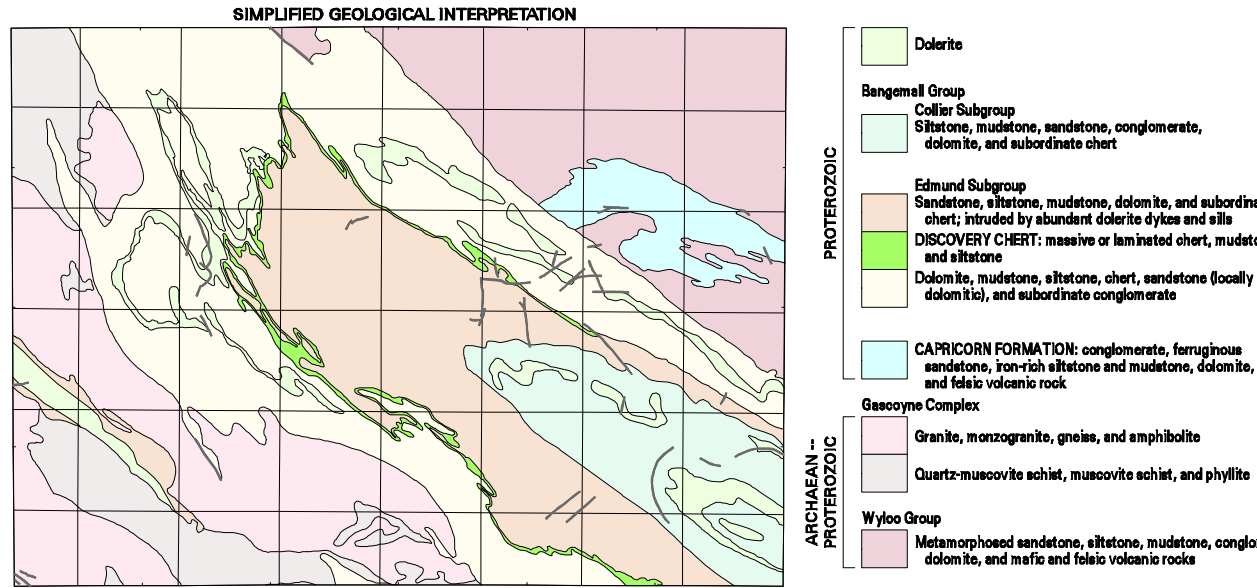 SIMPLIFIED GEOLOGICAL INTERPRETATION
PROTEROZOIC
Dolerite
Bangemall Group
Collier Subgroup
Siltstone, mudstone, sandstone, conglomerate,
dolomite, and subordinate chert
Edmund Subgroup
Sandstone, siltstone, mudstone, dolomite, and subordina
chert; intruded by abundant dolerite dykes and sills
DISCOVERY CHERT: massive or laminated chert, mudsto
and siltstone
Dolomite, mudstone, siltstone, chert, sandstone (locally
dolomitic), and subordinate conglomerate
CAPRICORN FORMATION: conglomerate, ferruginous
sandstone, iron-rich siltstone and mudstone, dolomite,
and felsic volcanic rock
ARCHAEAN--
PROTEROZOIC
Gascoyne Complex
Granite, monzogranite, gneiss, and amphibolite
Quartz-muscovite schist, muscovite schist, and phyllite
Wyloo Group
Metamorphosed sandstone, siltstone, mudstone, conglo
dolomite, and mafic and felsic volcanic rocks